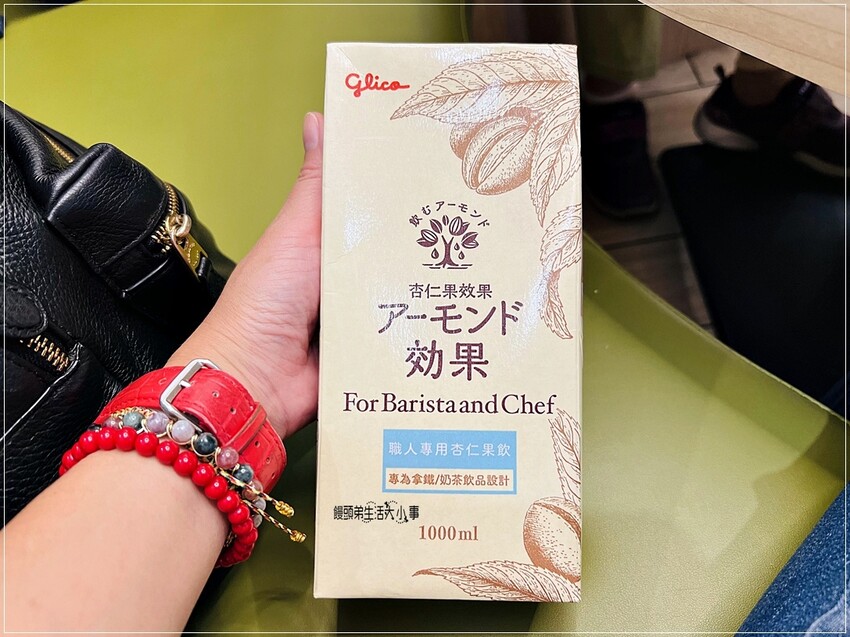 Glico
飲むアーモンド
杏仁果效果
アーモンド
効果
For Barista and Chef
職人專用杏仁果飲
專為拿鐵/奶茶飲品設計
饅頭弟生活大小事
1000ml